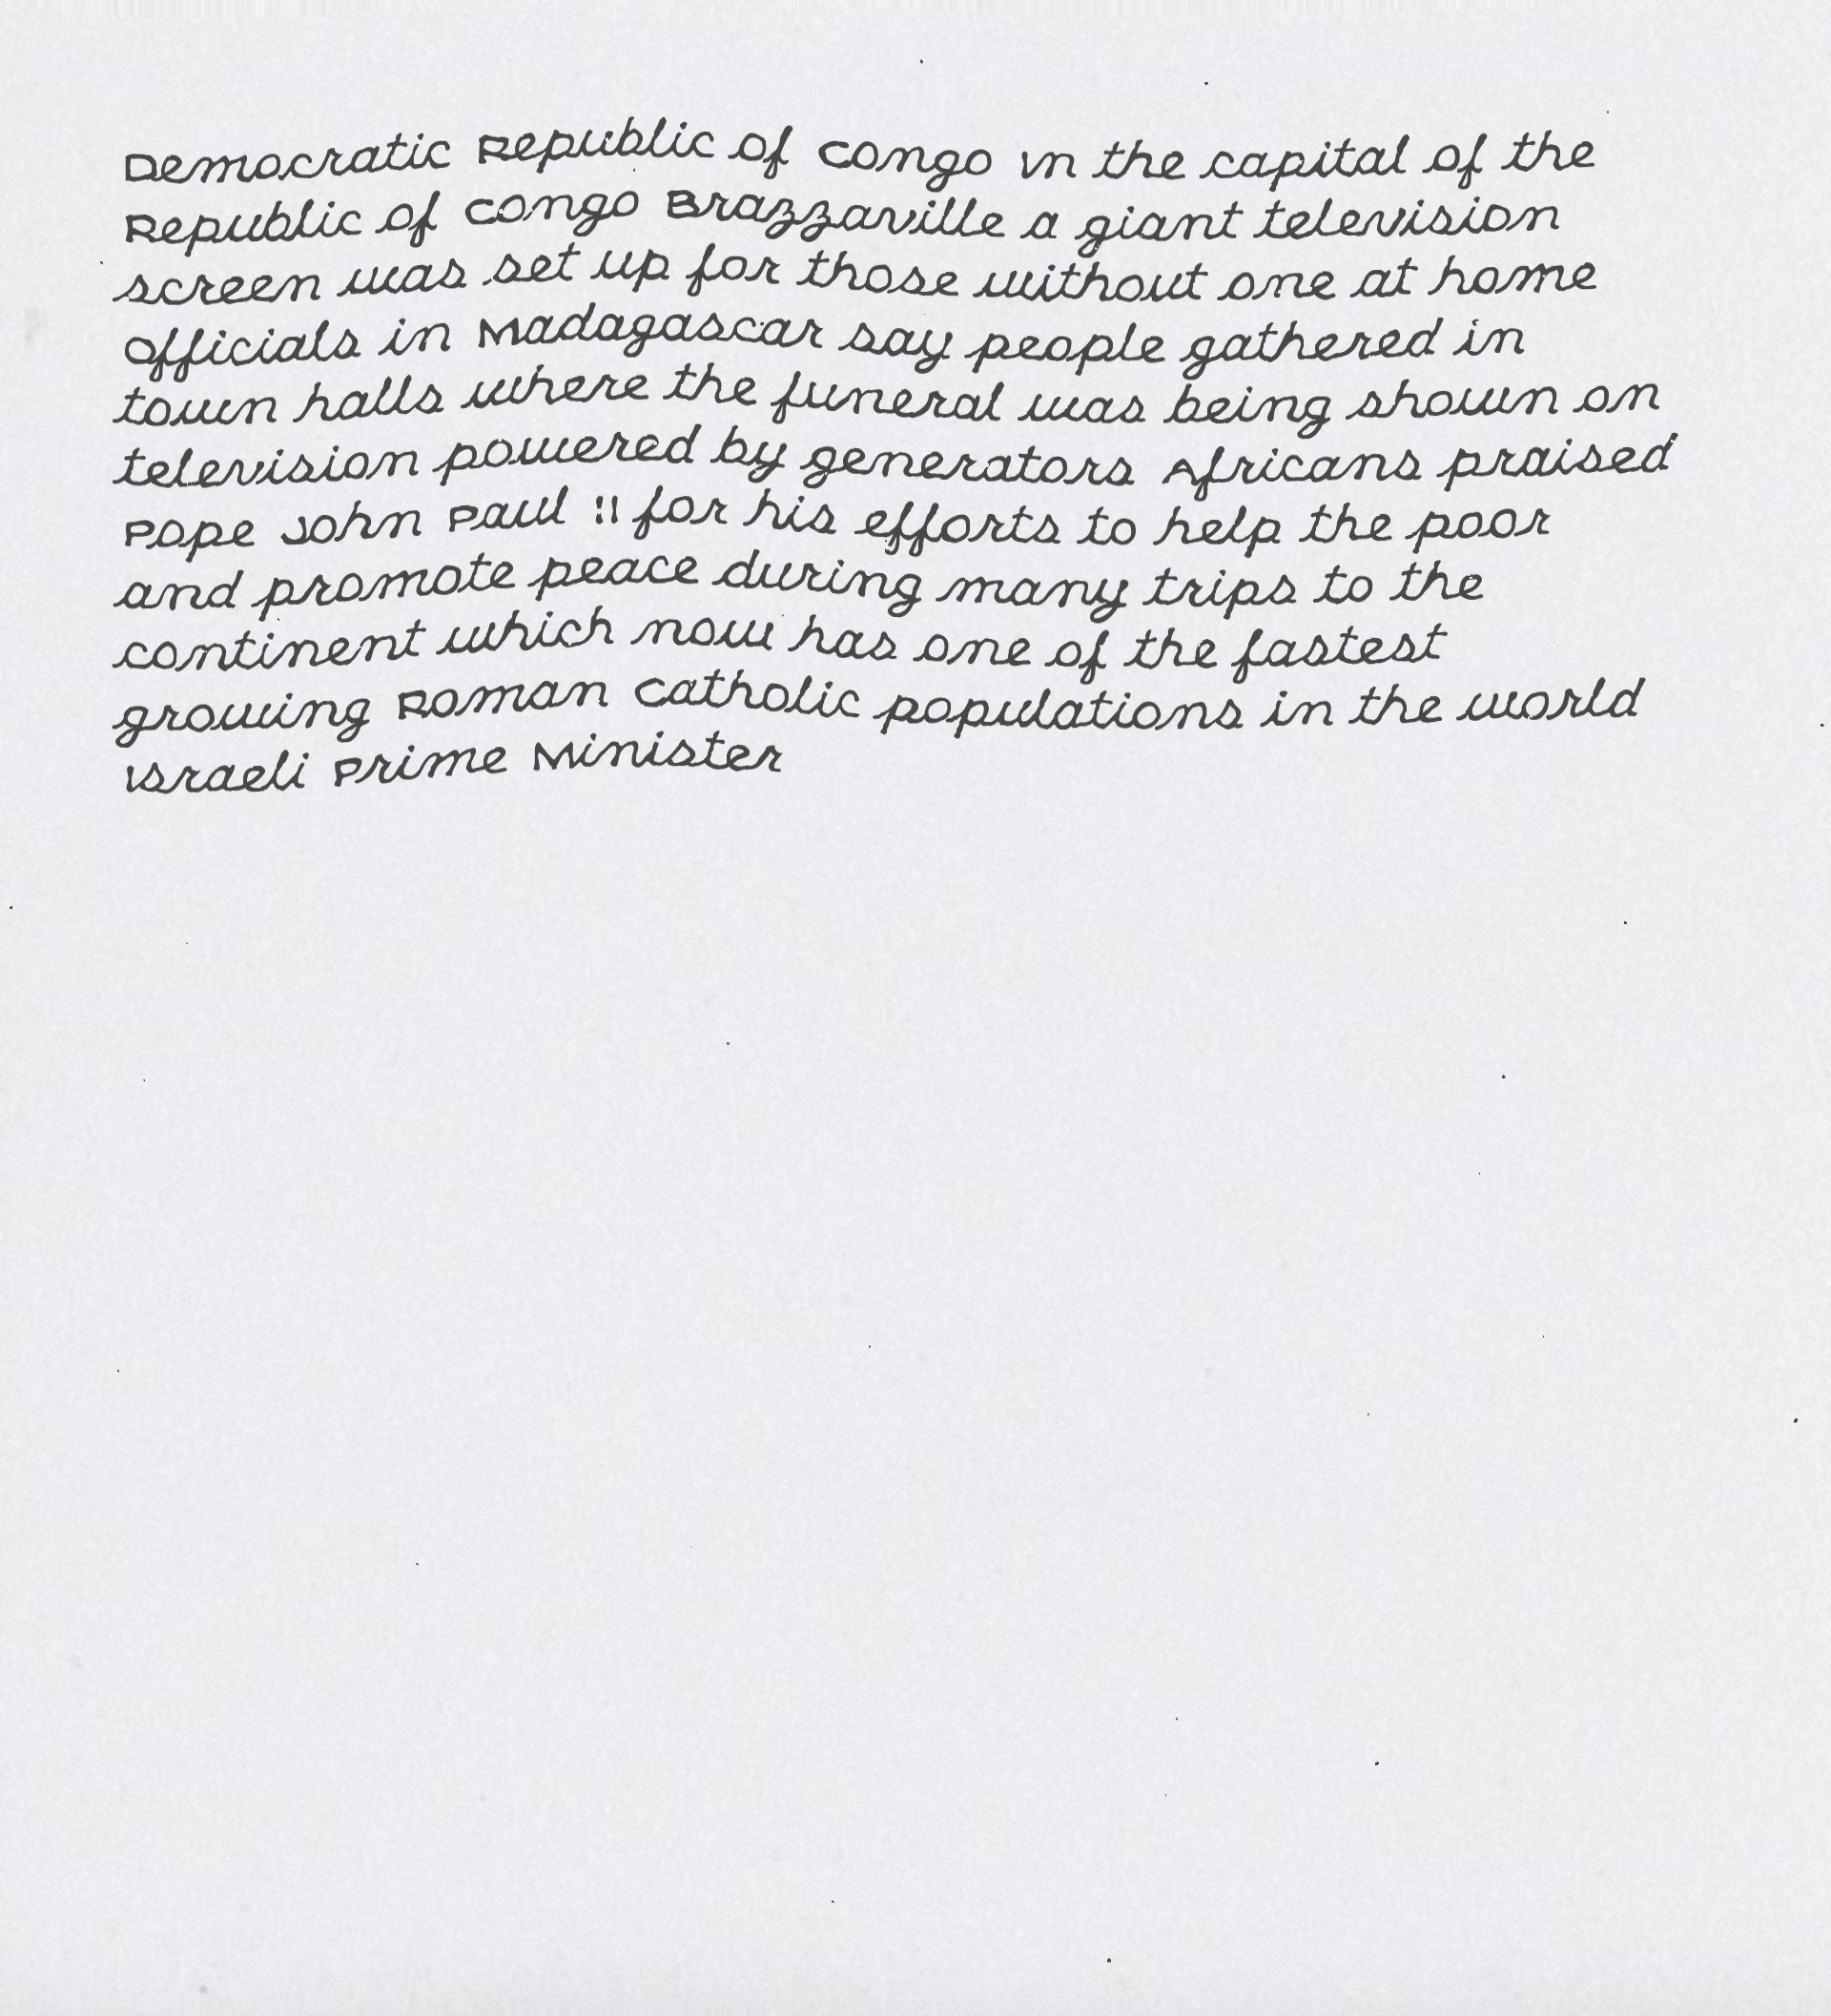 Democratic Republic of Congo In the capital of the
Republic of Congo Brazzaville a giant television
screen was set up for those without one at home
Officials in Madagascar say people gathered in
town halls where the funeral was being shown on
television powered by generators Africans praised
Pope John Paul II for his efforts to help the poor
and promote peace during many trips to the
continent which now has one of the fastest
growing Roman Catholic populations in the world
Israeli Prime Minister